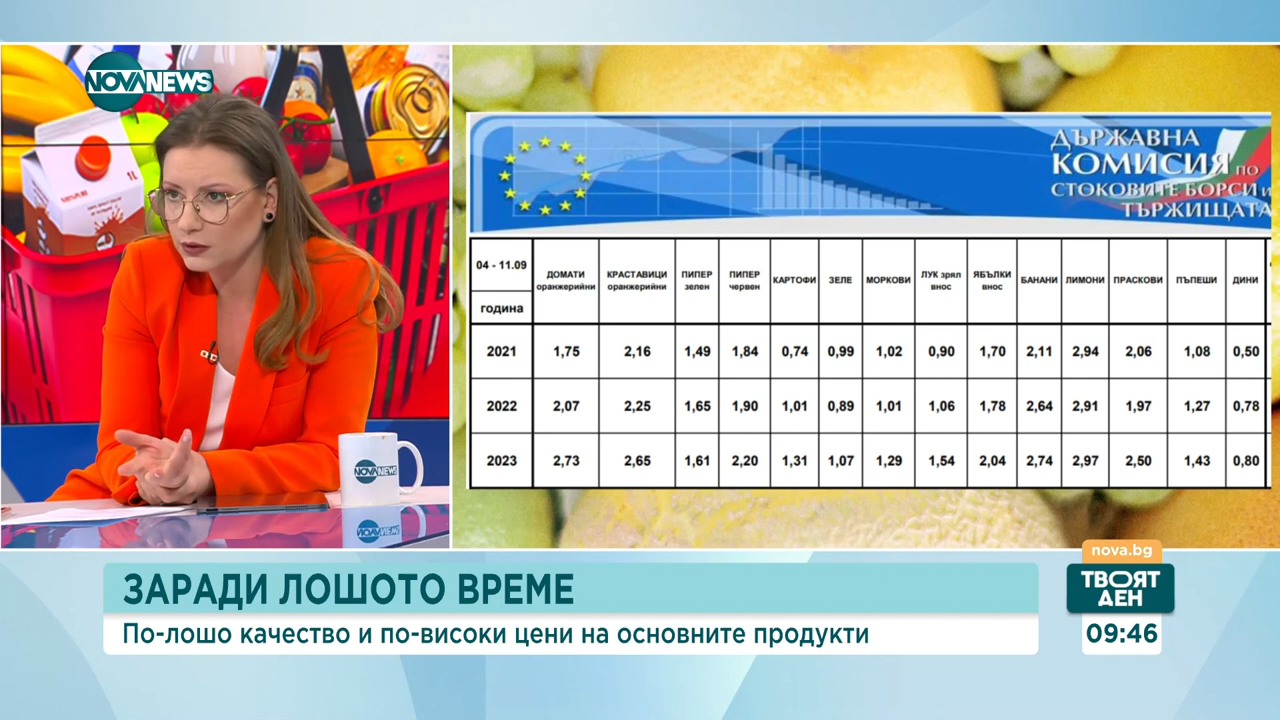 NOVANEWS
1L
ДЪРЖАВНА
КОМИСИЯ ПО
СТОКОВИТЕ БОРСИ И
ТЪРЖИЩАТА
04 - 11.09
година
ДОМАТИ оранжерийни
КРАСТАВИЦИ оранжерийни
ПИПЕР зелен
ПИПЕР червен
КАРТОФИ
ЗЕЛЕ
МОРКОВИ
ЛУК зрял внос
ЯБЪЛКИ внос
БАНАНИ
ЛИМОНИ
ПРАСКОВИ
ПЪПЕШИ
ДИНИ
2021 1,75 2,16 1,49 1,84 0,74 0,99 1,02 0,90 1,70 2,11 2,94 2,06 1,08 0,50
2022 2,07 2,25 1,65 1,90 1,01 0,89 1,01 1,06 1,78 2,64 2,91 1,97 1,27 0,78
2023 2,73 2,65 1,61 2,20 1,31 1,07 1,29 1,54 2,04 2,74 2,97 2,50 1,43 0,80
NOVANEWS
ЗАРАДИ ЛОШОТО ВРЕМЕ
По-лошо качество и по-високи цени на основните продукти
nova.bg
ТВОЯТ
ДЕН
09:46